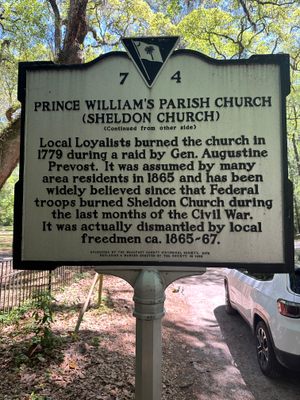 7 4
PRINCE WILLIAM'S PARISH CHURCH
(SHELDON CHURCH)
(Continued from other side)
Local Loyalists burned the church in
1779 during a raid by Gen. Augustine
Prevost. It was assumed by many
area residents in 1865 and has been
widely believed since that Federal
troops burned Sheldon Church during
the last months of the Civil War.
It was actually dismantled by local
freedmen ca. 1865-67.